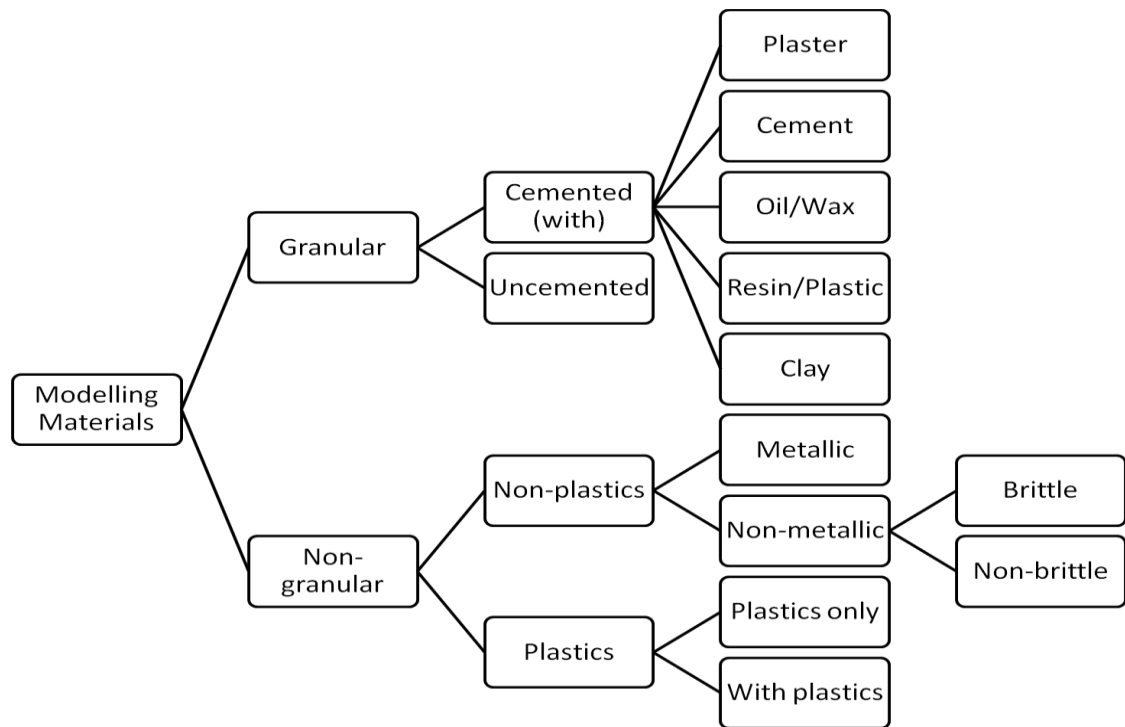 Modelling
Materials
Granular
Cemented
(with)
Plaster
Cement
Oil/Wax
Resin/Plastic
Clay
Uncemented
Non-
granular
Non-plastics
Metallic
Non-metallic
Brittle
Non-brittle
Plastics
Plastics only
With plastics